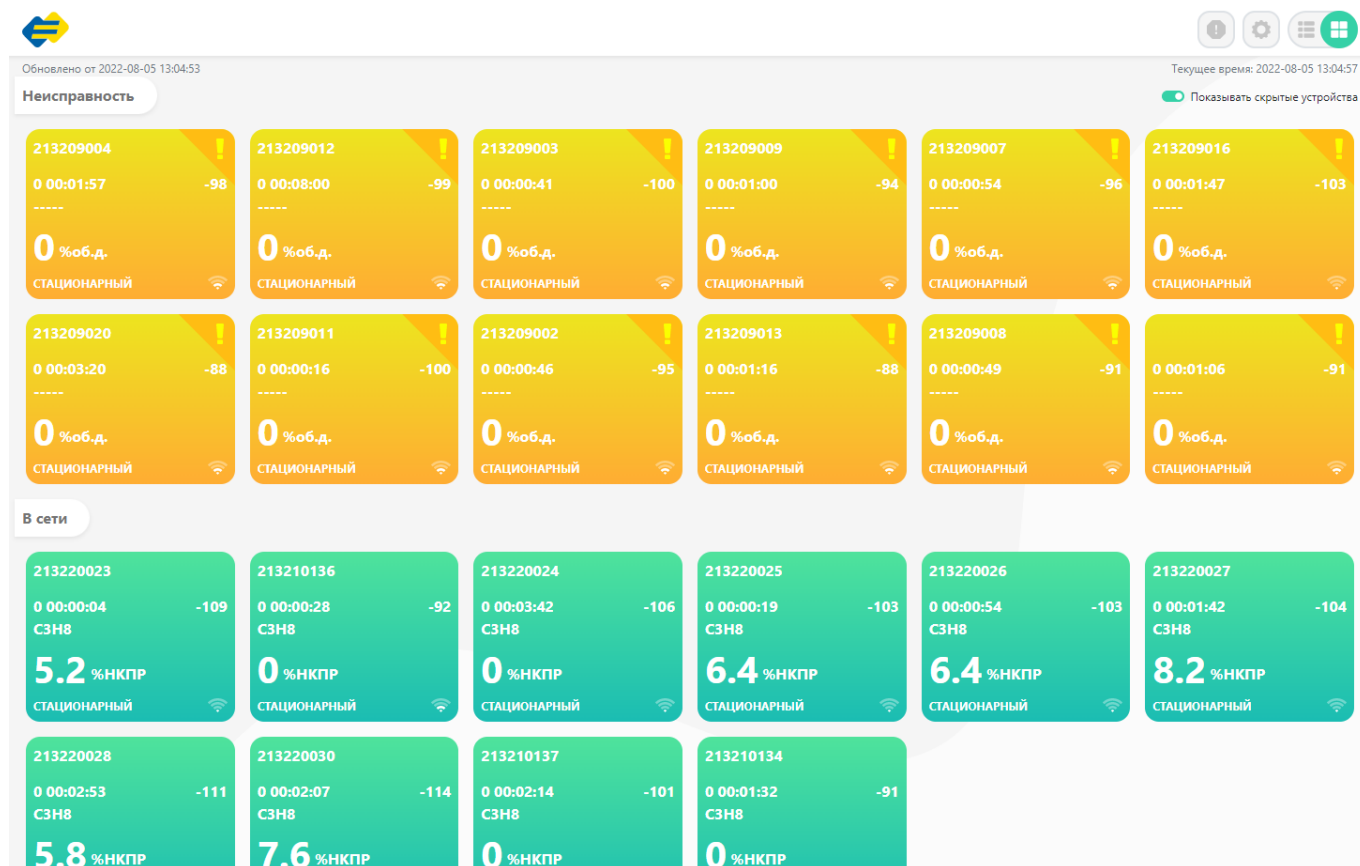 Обновлено от 2022-08-05 13:04:53
Текущее время: 2022-08-05 13:04:57
Неисправность
Показывать скрытые устройства
213209004 213209012 213209003 213209009 213209007 213209016
0 00:01:57 -98 0 00:08:00 -99 0 00:00:41 -100 0 00:01:00 -94 0 00:00:54 -96 0 00:01:47 -103
----- ----- ----- ----- ----- -----
0 %об.д. 0 %об.д. 0 %об.д. 0 %об.д. 0 %об.д. 0 %об.д.
СТАЦИОНАРНЫЙ СТАЦИОНАРНЫЙ СТАЦИОНАРНЫЙ СТАЦИОНАРНЫЙ СТАЦИОНАРНЫЙ СТАЦИОНАРНЫЙ
213209020 213209011 213209002 213209013 213209008
0 00:03:20 -88 0 00:00:16 -100 0 00:00:46 -95 0 00:01:16 -88 0 00:00:49 -91 0 00:01:06 -91
----- ----- ----- ----- ----- -----
0 %об.д. 0 %об.д. 0 %об.д. 0 %об.д. 0 %об.д. 0 %об.д.
СТАЦИОНАРНЫЙ СТАЦИОНАРНЫЙ СТАЦИОНАРНЫЙ СТАЦИОНАРНЫЙ СТАЦИОНАРНЫЙ СТАЦИОНАРНЫЙ
В сети
213220023 213210136 213220024 213220025 213220026 213220027
0 00:00:04 -109 0 00:00:28 -92 0 00:03:42 -106 0 00:00:19 -103 0 00:00:54 -103 0 00:01:42 -104
C3H8 C3H8 C3H8 C3H8 C3H8 C3H8
5.2 %НКПР 0 %НКПР 0 %НКПР 6.4 %НКПР 6.4 %НКПР 8.2 %НКПР
СТАЦИОНАРНЫЙ СТАЦИОНАРНЫЙ СТАЦИОНАРНЫЙ СТАЦИОНАРНЫЙ СТАЦИОНАРНЫЙ СТАЦИОНАРНЫЙ
213220028 213220030 213210137 213210134
0 00:02:53 -111 0 00:02:07 -114 0 00:02:14 -101 0 00:01:32 -91
C3H8 C3H8 C3H8 C3H8
5.8 %НКПР 7.6 %НКПР 0 %НКПР 0 %НКПР